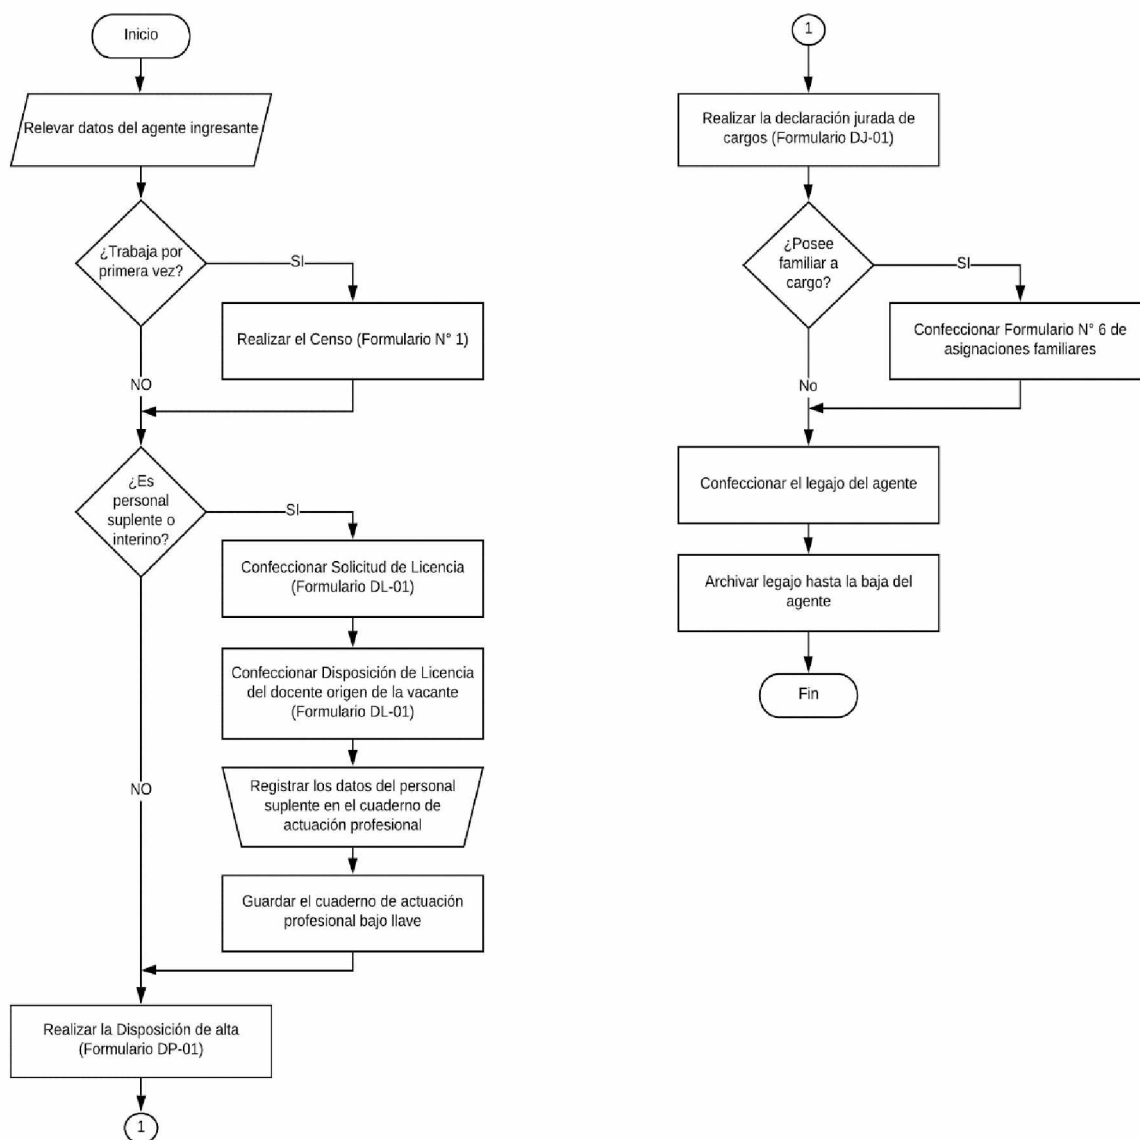 Inicio
Relevar datos del agente ingresante
¿Trabaja por
primera vez?
SI
Realizar el Censo (Formulario N° 1)
NO
¿Es
personal
suplente o
interino?
SI
Confeccionar Solicitud de Licencia
(Formulario DL-01)
Confeccionar Disposición de Licencia
del docente origen de la vacante
(Formulario DL-01)
NO
Registrar los datos del personal
suplente en el cuaderno de
actuación profesional
Guardar el cuaderno de actuación
profesional bajo llave
Realizar la Disposición de alta
(Formulario DP-01)
1
1
Realizar la declaración jurada de
cargos (Formulario DJ-01)
¿Posee
familiar a
cargo?
SI
Confeccionar Formulario N° 6 de
asignaciones familiares
No
Confeccionar el legajo del agente
Archivar legajo hasta la baja del
agente
Fin